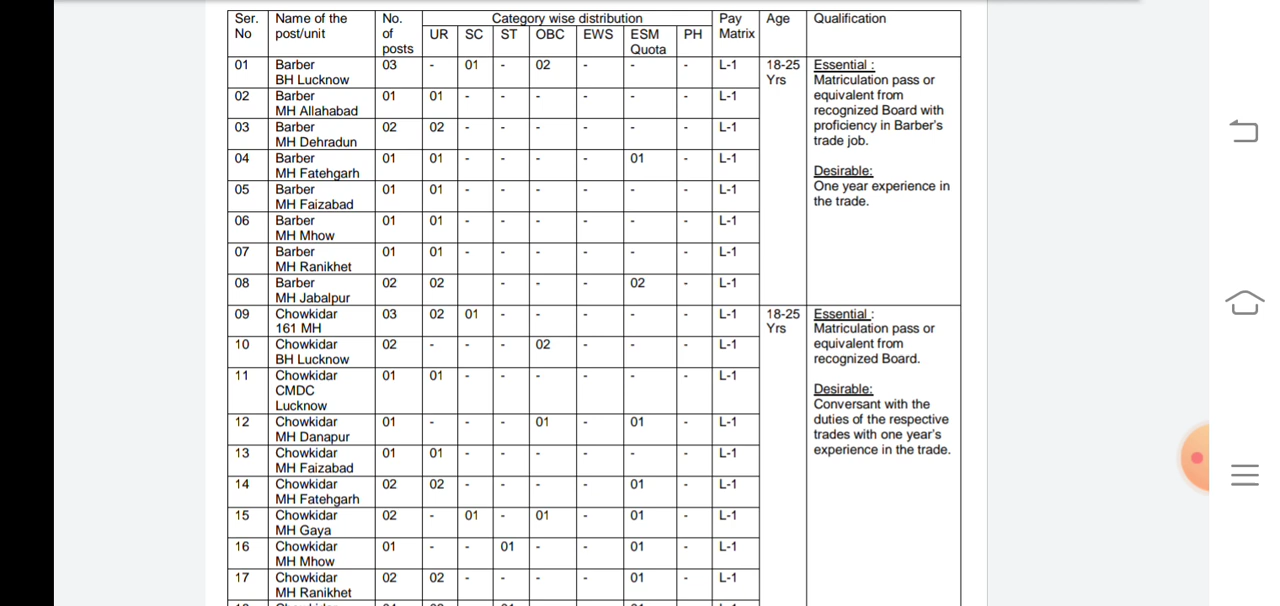 Ser. Name of the No. Category wise distribution Pay Age Qualification
No post/unit of UR SC ST OBC EWS ESM PH Matrix
posts Quota
01 Barber 03 - 01 - 02 - - - L-1 18-25 Essential :
BH Lucknow Yrs Matriculation pass or
02 Barber 01 01 - - - - - - L-1 equivalent from
MH Allahabad recognized Board with
03 Barber 02 02 - - - - - - L-1 proficiency in Barber's
MH Dehradun trade job.
04 Barber 01 01 - - - - 01 - L-1
MH Fatehgarh Desirable:
05 Barber 01 01 - - - - - - L-1 One year experience in
MH Faizabad the trade.
06 Barber 01 01 - - - - - - L-1
MH Mhow
07 Barber 01 01 - - - - - - L-1
MH Ranikhet
08 Barber 02 02 - - - 02 - L-1
MH Jabalpur
09 Chowkidar 03 02 01 - - - - - L-1 18-25 Essential :
161 MH Yrs Matriculation pass or
10 Chowkidar 02 - - - 02 - - - L-1 equivalent from
BH Lucknow recognized Board.
11 Chowkidar 01 01 - - - - - - L-1
CMDC Desirable:
Lucknow Conversant with the
12 Chowkidar 01 - - - 01 - 01 - L-1 duties of the respective
MH Danapur trades with one year's
13 Chowkidar 01 01 - - - - - - L-1 experience in the trade.
MH Faizabad
14 Chowkidar 02 02 - - - - 01 - L-1
MH Fatehgarh
15 Chowkidar 02 - 01 - 01 - 01 - L-1
MH Gaya
16 Chowkidar 01 - - 01 - - 01 - L-1
MH Mhow
17 Chowkidar 02 02 - - - - 01 - L-1
MH Ranikhet